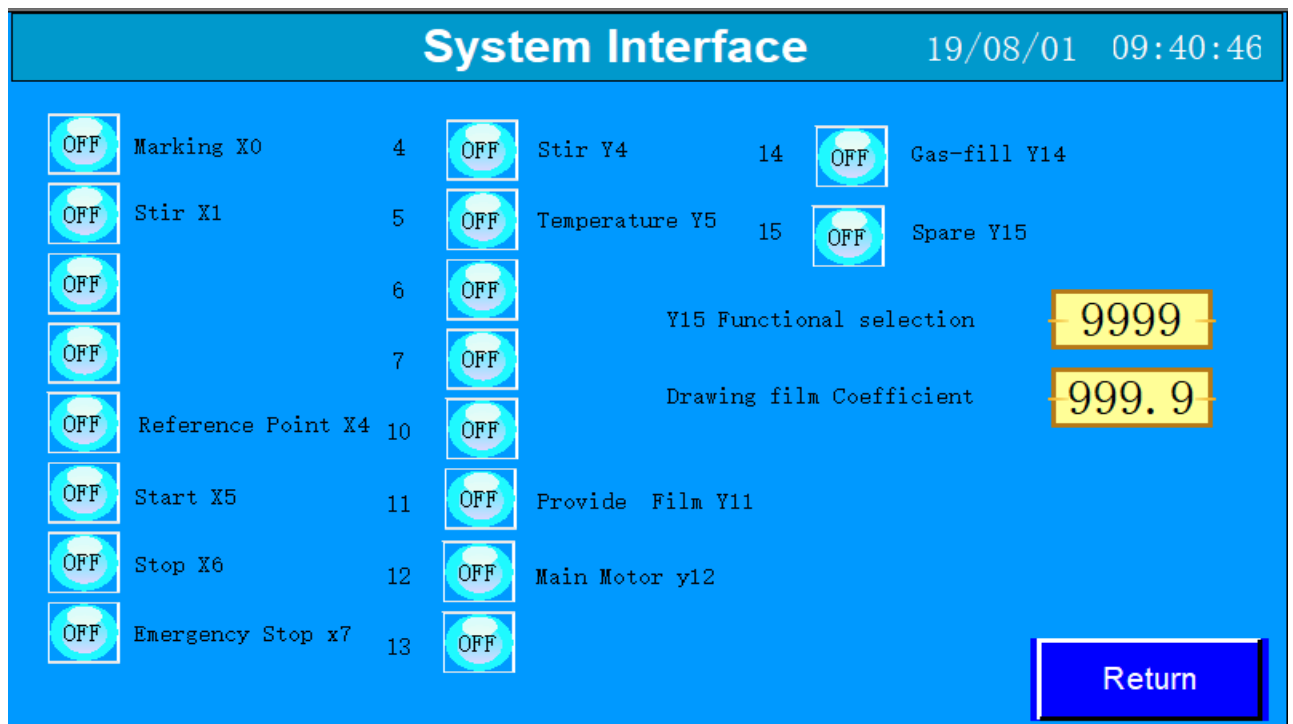 System Interface 19/08/01 09:40:46
OFF Marking X0 4 OFF Stir Y4 14 OFF Gas-fill Y14
OFF Stir X1 5 OFF Temperature Y5 15 OFF Spare Y15
OFF 6 OFF
Y15 Functional selection 9999
OFF 7 OFF
Drawing film Coefficient 999.9
OFF Reference Point X4 10 OFF
OFF Start X5 11 OFF Provide Film Y11
OFF Stop X6 12 OFF Main Motor y12
OFF Emergency Stop x7 13 OFF
Return